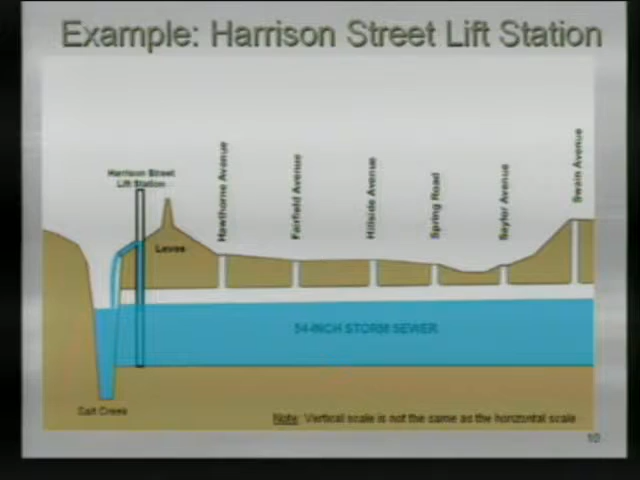 Example: Harrison Street Lift Station
Harrison Street
Lift Station
Hawthorne Avenue
Fairfield Avenue
Hillside Avenue
Spring Road
Saylor Avenue
Swain Avenue
Levee
54-INCH STORM SEWER
Salt Creek
Note: Vertical scale is not the same as the horizontal scale
10